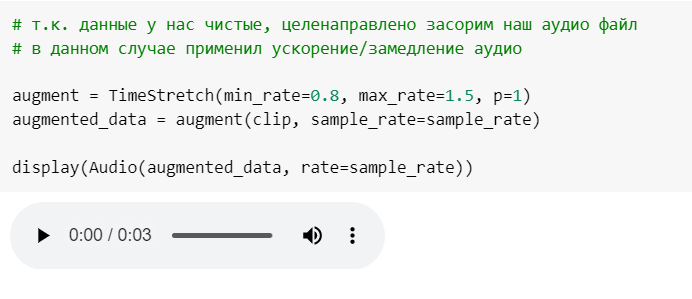 # т.к. данные у нас чистые, целенаправлено засорим наш аудио файл
# в данном случае применил ускорение/замедление аудио
augment = TimeStretch(min_rate=0.8, max_rate=1.5, p=1)
augmented_data = augment(clip, sample_rate=sample_rate)
display(Audio(augmented_data, rate=sample_rate))
0:00 / 0:03